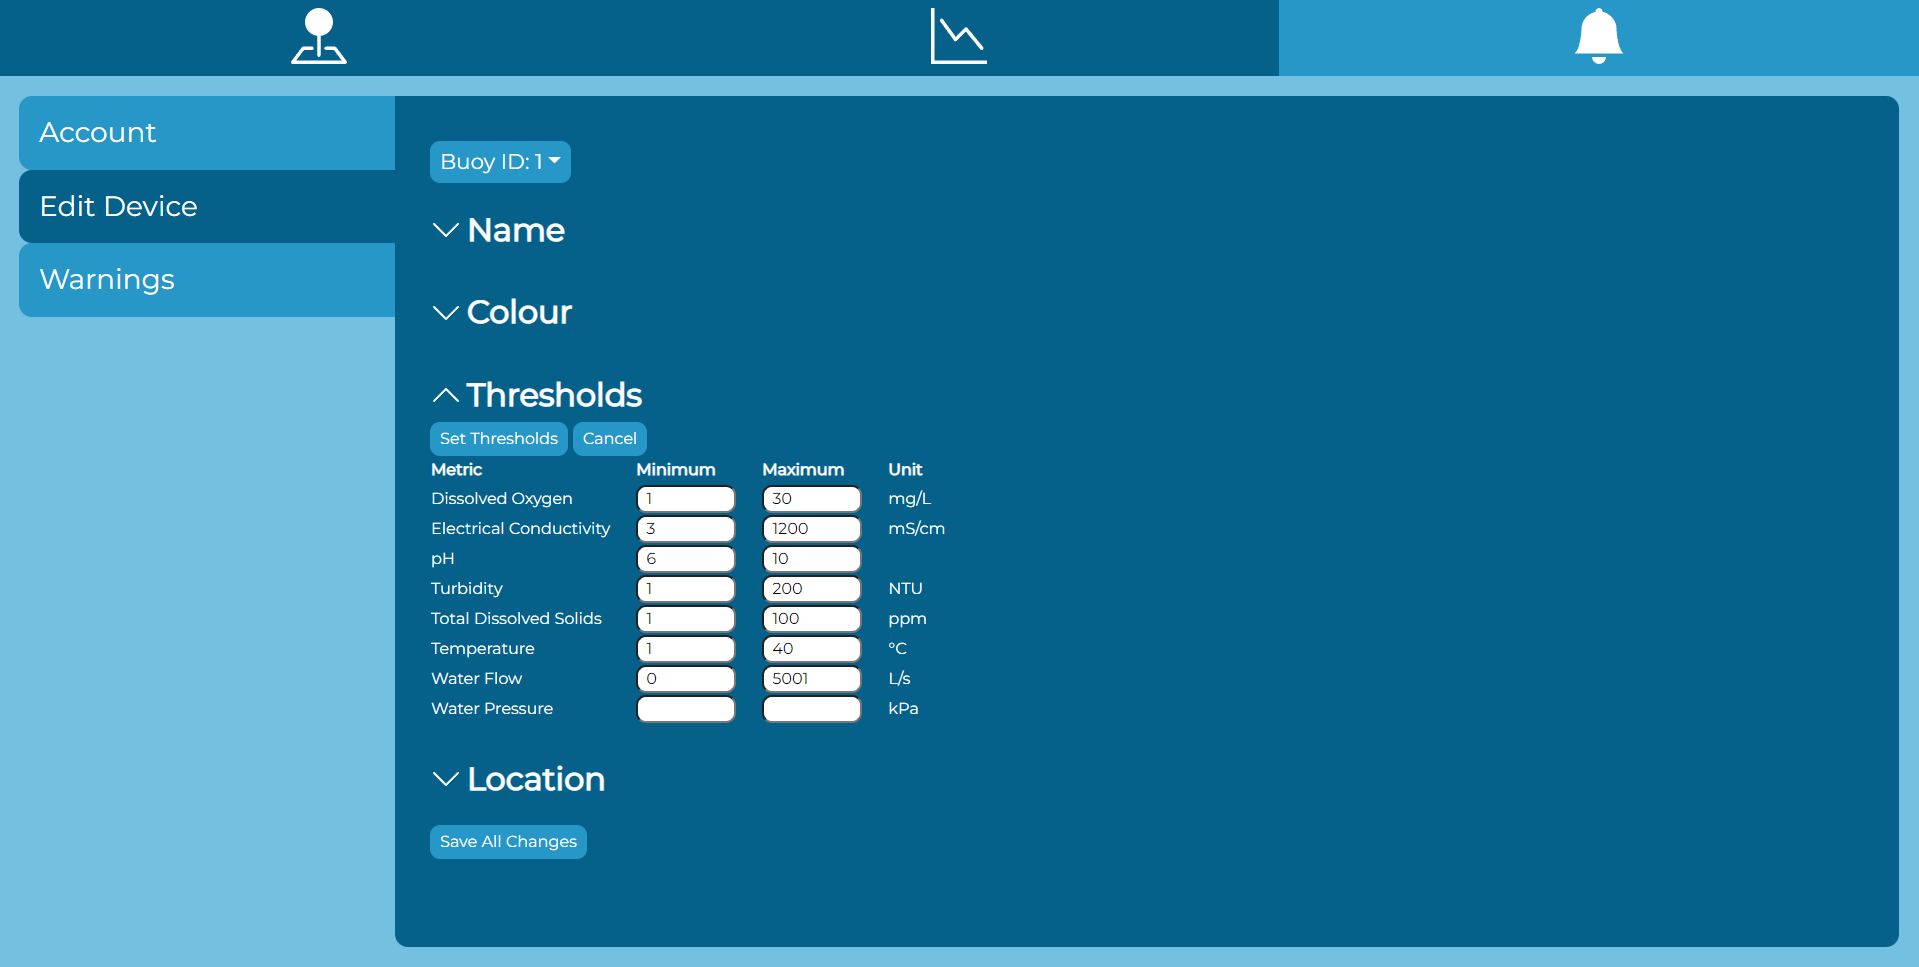 Account
Edit Device
Warnings
Buoy ID: 1
Name
Colour
Thresholds
Set Thresholds Cancel
Metric Minimum Maximum Unit
Dissolved Oxygen 1 30 mg/L
Electrical Conductivity 3 1200 mS/cm
pH 6 10
Turbidity 1 200 NTU
Total Dissolved Solids 1 100 ppm
Temperature 1 40 °C
Water Flow 0 5001 L/s
Water Pressure kPa
Location
Save All Changes